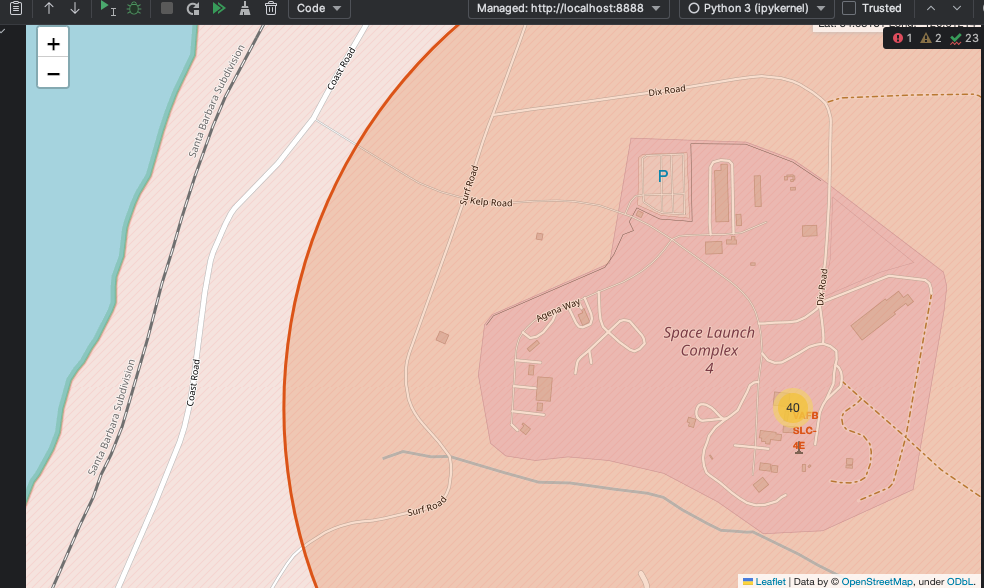 Code
Managed: http://localhost:8888
Python 3 (ipykernel)
Trusted
1
2
23
+
−
Santa Barbara Subdivision
Coast Road
Dix Road
P
Surf Road
Kelp Road
Dix Road
Agena Way
Space Launch
Complex
4
Coast Road
Santa Barbara Subdivision
40
VAFB
SLC-
4E
Surf Road
Leaflet | Data by © OpenStreetMap, under ODbL.